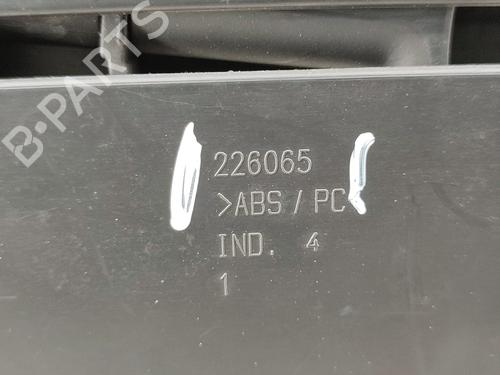 B-PARTS
226065
>ABS / PC
IND. 4
1